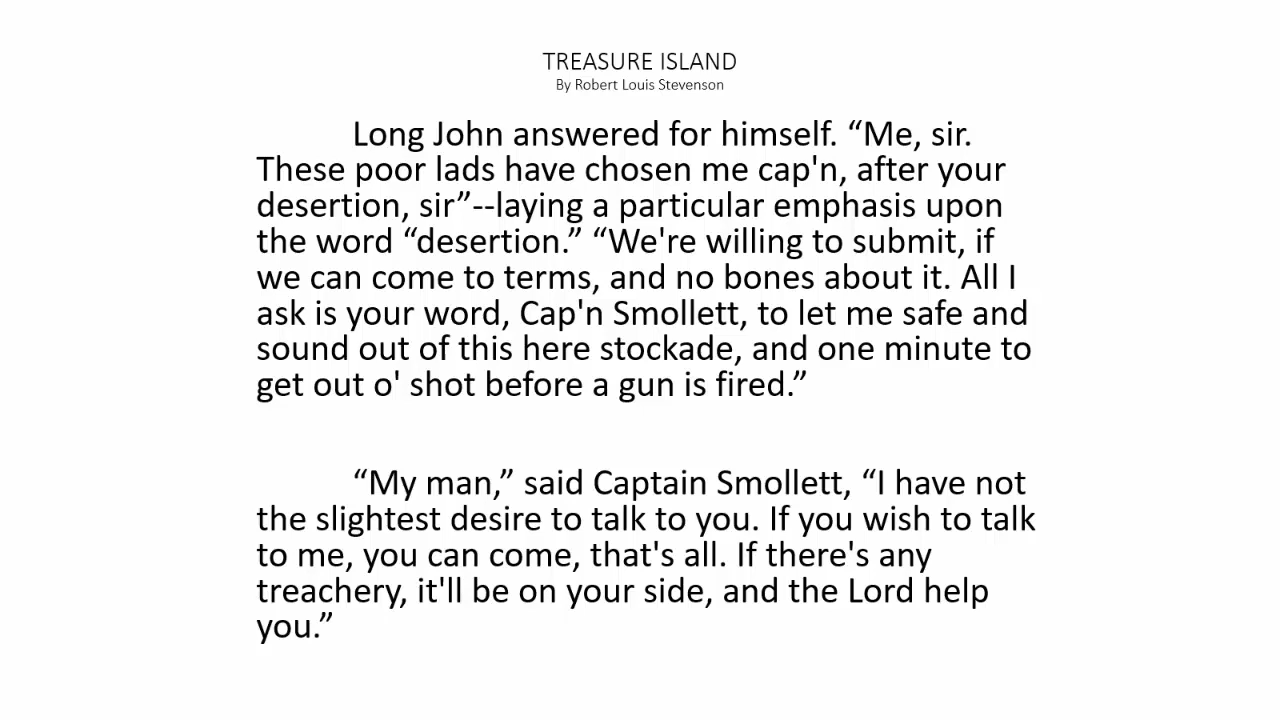 TREASURE ISLAND
By Robert Louis Stevenson
Long John answered for himself. “Me, sir.
These poor lads have chosen me cap'n, after your
desertion, sir”--laying a particular emphasis upon
the word “desertion.” “We're willing to submit, if
we can come to terms, and no bones about it. All I
ask is your word, Cap'n Smollett, to let me safe and
sound out of this here stockade, and one minute to
get out o' shot before a gun is fired.”
“My man,” said Captain Smollett, “I have not
the slightest desire to talk to you. If you wish to talk
to me, you can come, that's all. If there's any
treachery, it'll be on your side, and the Lord help
you.”